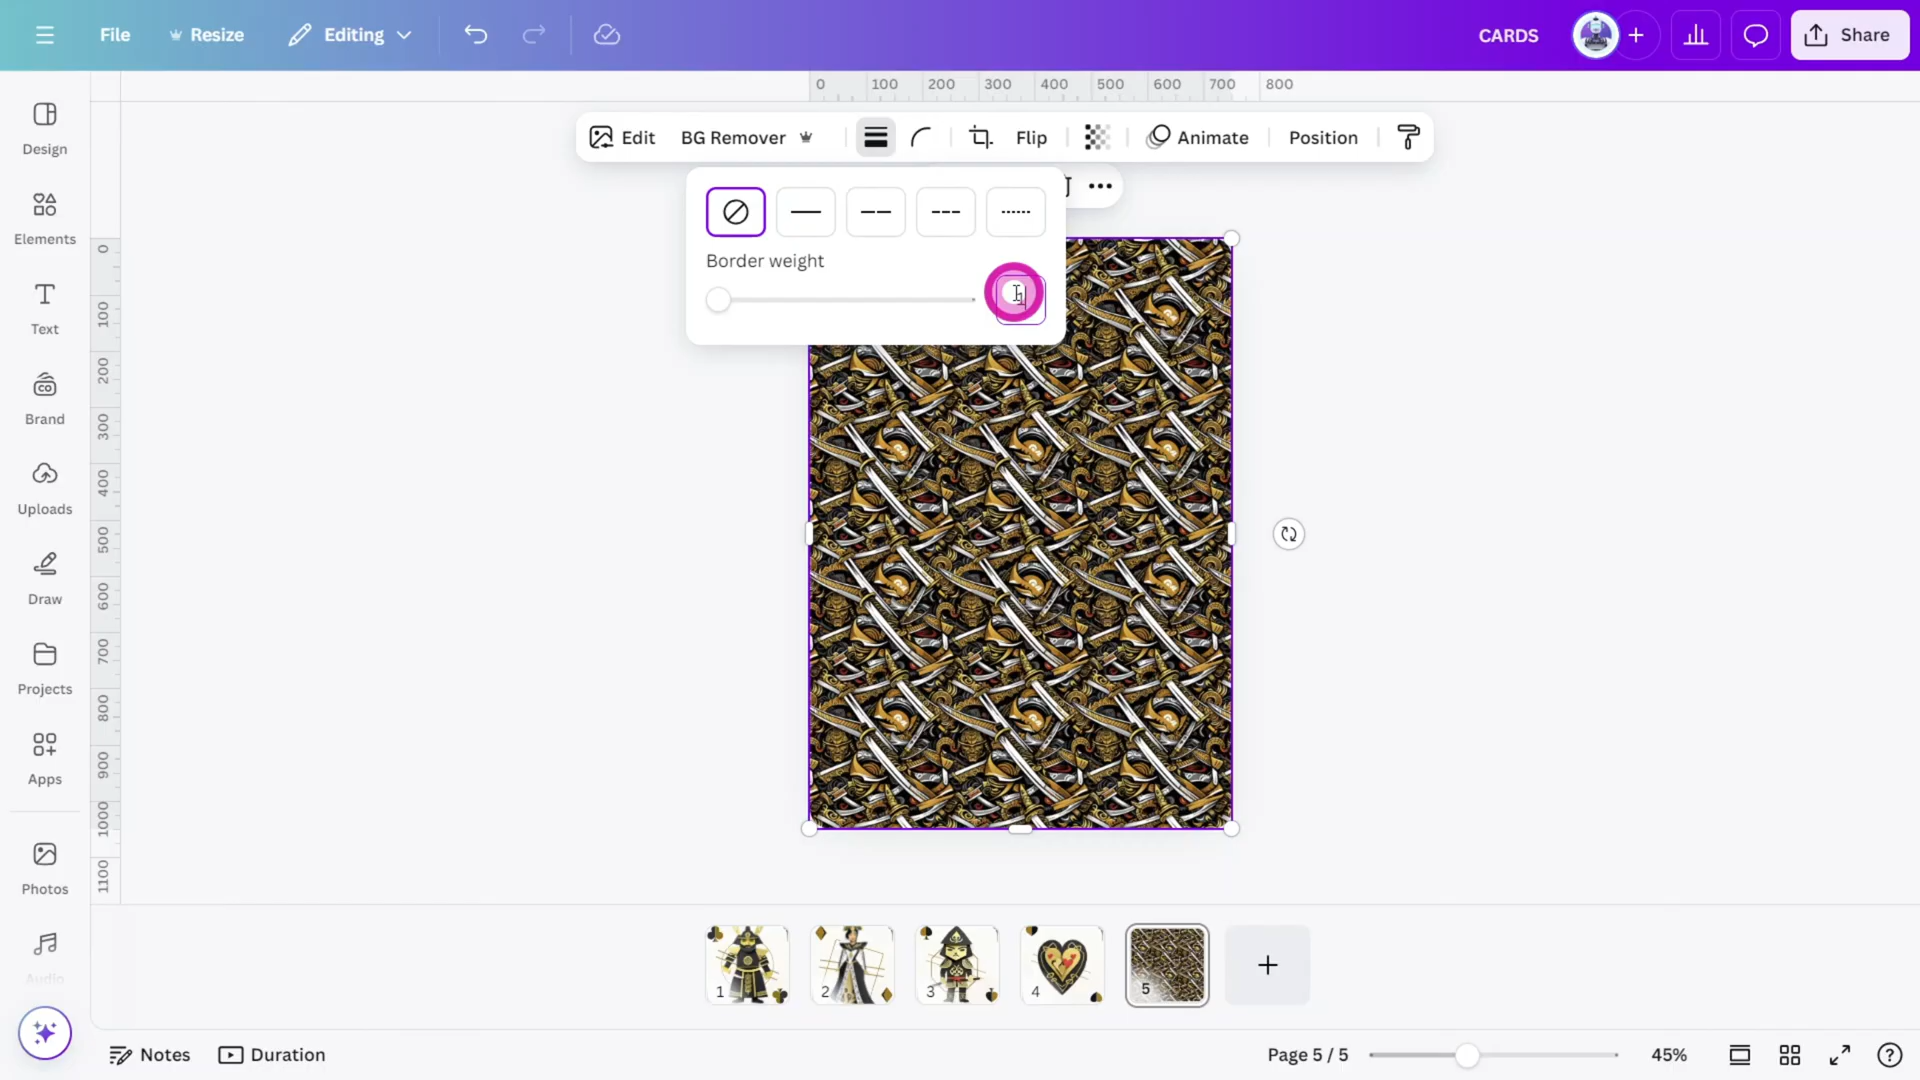 File
Resize
Editing
CARDS
Share
0 100 200 300 400 500 600 700 800
Edit
BG Remover
Flip
Animate
Position
Border weight
Design
Elements
Text
Brand
Uploads
Draw
Projects
Apps
Photos
Audio
0
100
200
300
400
500
600
700
800
900
1000
1100
1
2
3
4
5
Notes
Duration
Page 5 / 5
45%